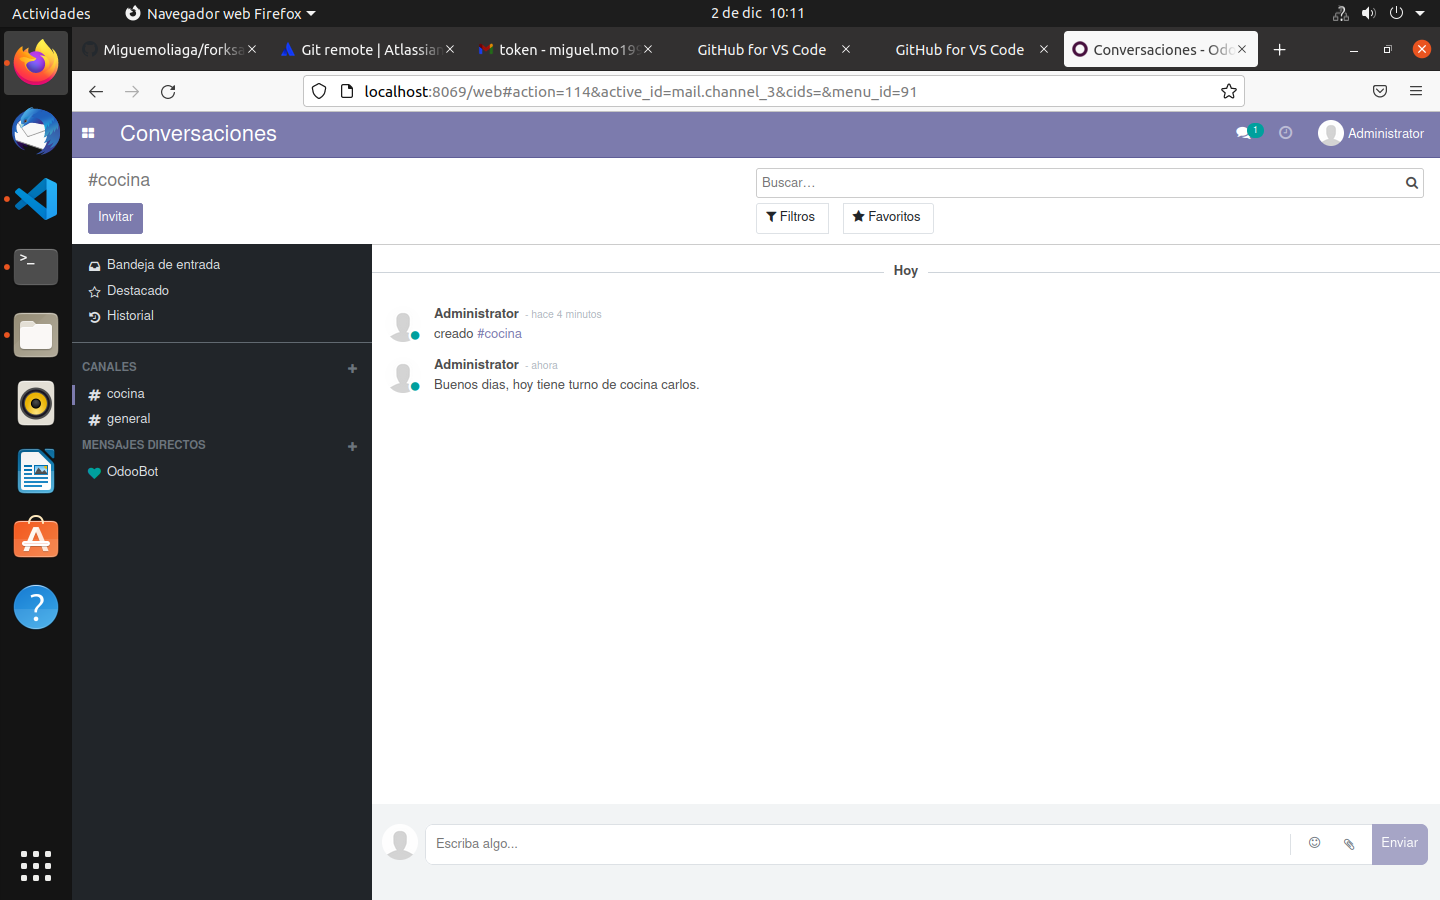 Actividades
Navegador web Firefox
2 de dic 10:11
Miguemoliaga/forksa
Git remote | Atlassian
token - miguel.mo199
GitHub for VS Code
GitHub for VS Code
Conversaciones - Odo
localhost:8069/web#action=114&active_id=mail.channel_3&cids=&menu_id=91
Conversaciones
1
Administrator
#cocina
Buscar...
Invitar
Filtros
Favoritos
Bandeja de entrada
Destacado
Historial
CANALES
cocina
general
MENSAJES DIRECTOS
OdooBot
Hoy
Administrator - hace 4 minutos
creado #cocina
Administrator - ahora
Buenos dias, hoy tiene turno de cocina carlos.
Escriba algo...
Enviar